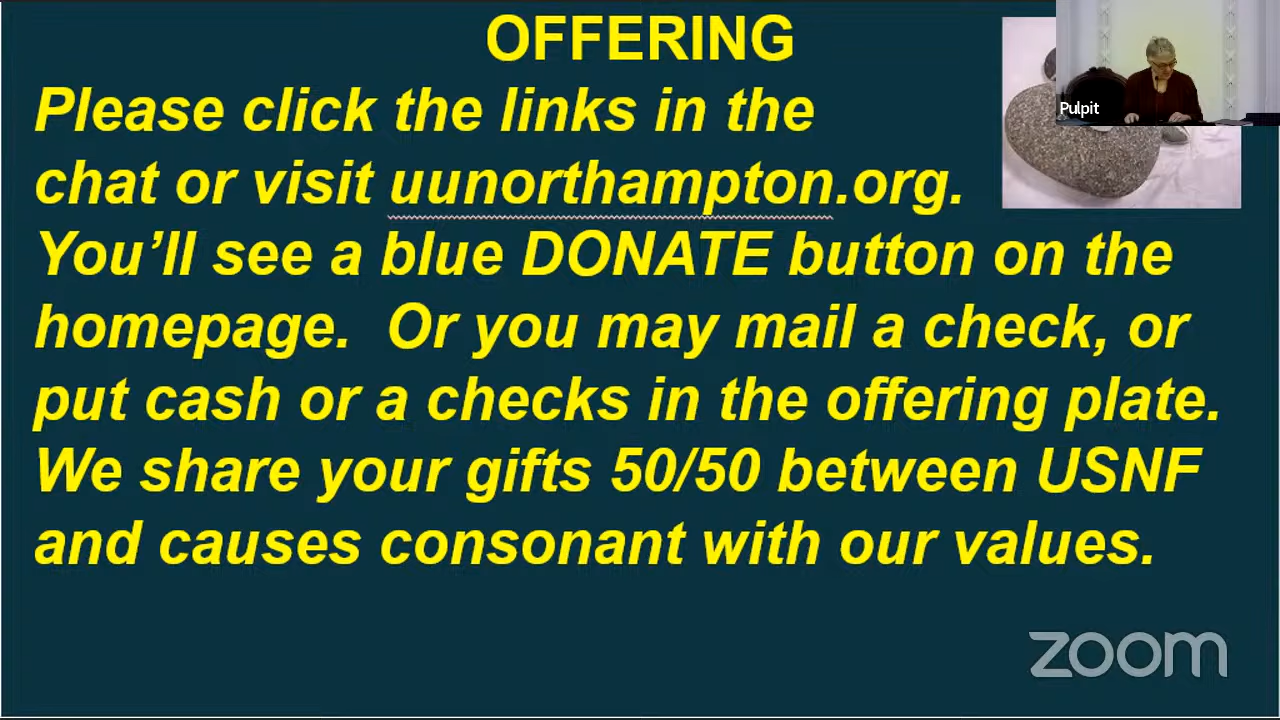 OFFERING
Please click the links in the
chat or visit uunorthampton.org.
You’ll see a blue DONATE button on the
homepage.  Or you may mail a check, or
put cash or a checks in the offering plate.
We share your gifts 50/50 between USNF
and causes consonant with our values.
Pulpit
zoom